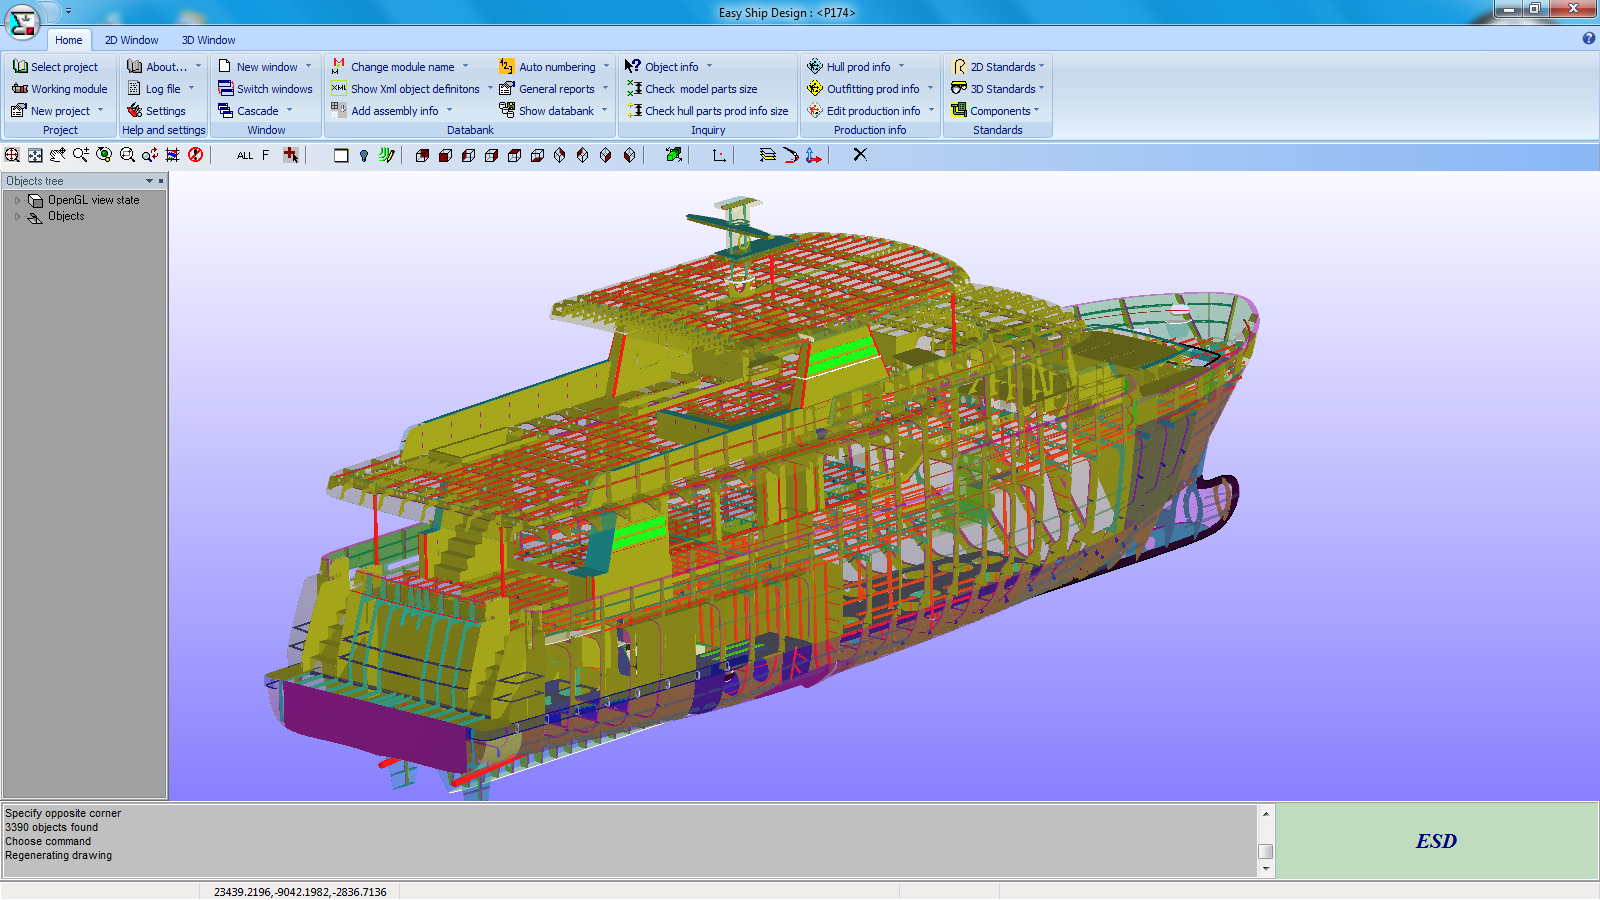 Easy Ship Design : <P174>
Home 2D Window 3D Window
Select project About... New window Change module name Auto numbering Object info Hull prod info 2D Standards
Working module Log file Switch windows XML Show Xml object definitons General reports Check model parts size Outfitting prod info 3D Standards
New project Settings Cascade Add assembly info Show databank Check hull parts prod info size Edit production info Components
Project Help and settings Window Databank Inquiry Production info Standards
ALL F
Objects tree
OpenGL view state
Objects
Specify opposite corner
3390 objects found
Choose command
Regenerating drawing
ESD
23439.2196,-9042.1982,-2836.7136